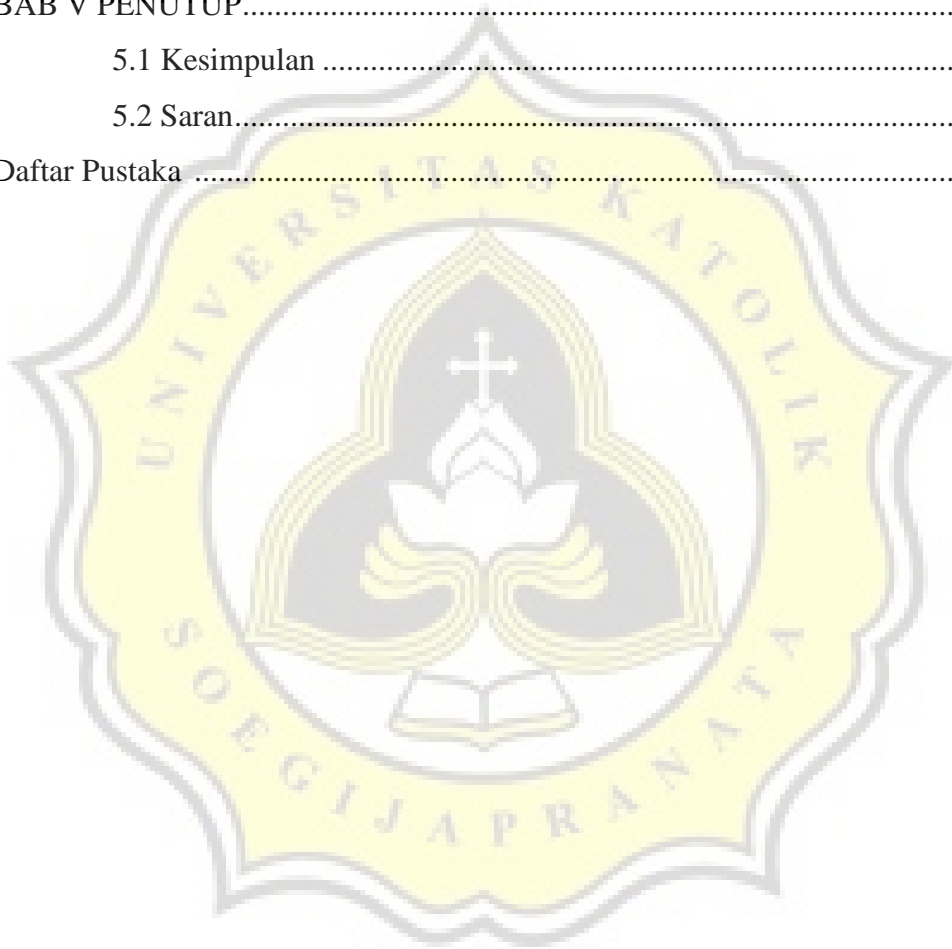 BAB V PENUTUP..............................................................................
5.1 Kesimpulan ......................................................................
5.2 Saran................................................................................
Daftar Pustaka ....................................................................................
UNIVERSITAS KATOLIK
SOEGIJAPRANATA